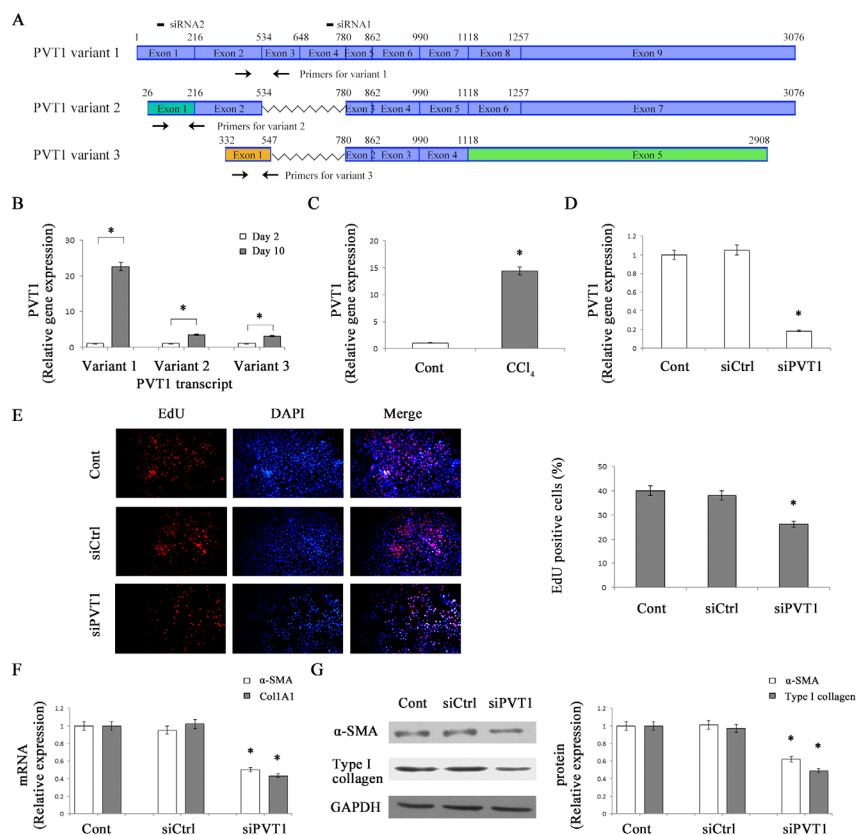 A
siRNA2 siRNA1
1 216 534 648 780 862 990 1118 1257 3076
PVT1 variant 1 Exon 1 Exon 2 Exon 3 Exon 4 Exon 5 Exon 6 Exon 7 Exon 8 Exon 9
Primers for variant 1
26 216 534 780 862 990 1118 1257 3076
PVT1 variant 2 Exon 1 Exon 2 Exon 3 Exon 4 Exon 5 Exon 6 Exon 7
Primers for variant 2
332 547 780 862 990 1118 2908
PVT1 variant 3 Exon 1 Exon 2 Exon 3 Exon 4 Exon 5
Primers for variant 3
B
PVT1
(Relative gene expression)
30
20
10
0
Day 2
Day 10
*
*
*
Variant 1 Variant 2 Variant 3
PVT1 transcript
C
PVT1
(Relative gene expression)
20
15
10
5
0
*
Cont CCl4
D
PVT1
(Relative gene expression)
1.2
1
0.8
0.6
0.4
0.2
0
*
Cont siCtrl siPVT1
E
EdU DAPI Merge
Cont
siCtrl
siPVT1
EdU positive cells (%)
50
40
30
20
10
0
*
Cont siCtrl siPVT1
F
mRNA
(Relative expression)
1.2
1
0.8
0.6
0.4
0.2
0
α-SMA
Col1A1
* *
Cont siCtrl siPVT1
G
Cont siCtrl siPVT1
α-SMA
Type I
collagen
GAPDH
protein
(Relative expression)
1.2
1
0.8
0.6
0.4
0.2
0
α-SMA
Type I collagen
* *
Cont siCtrl siPVT1